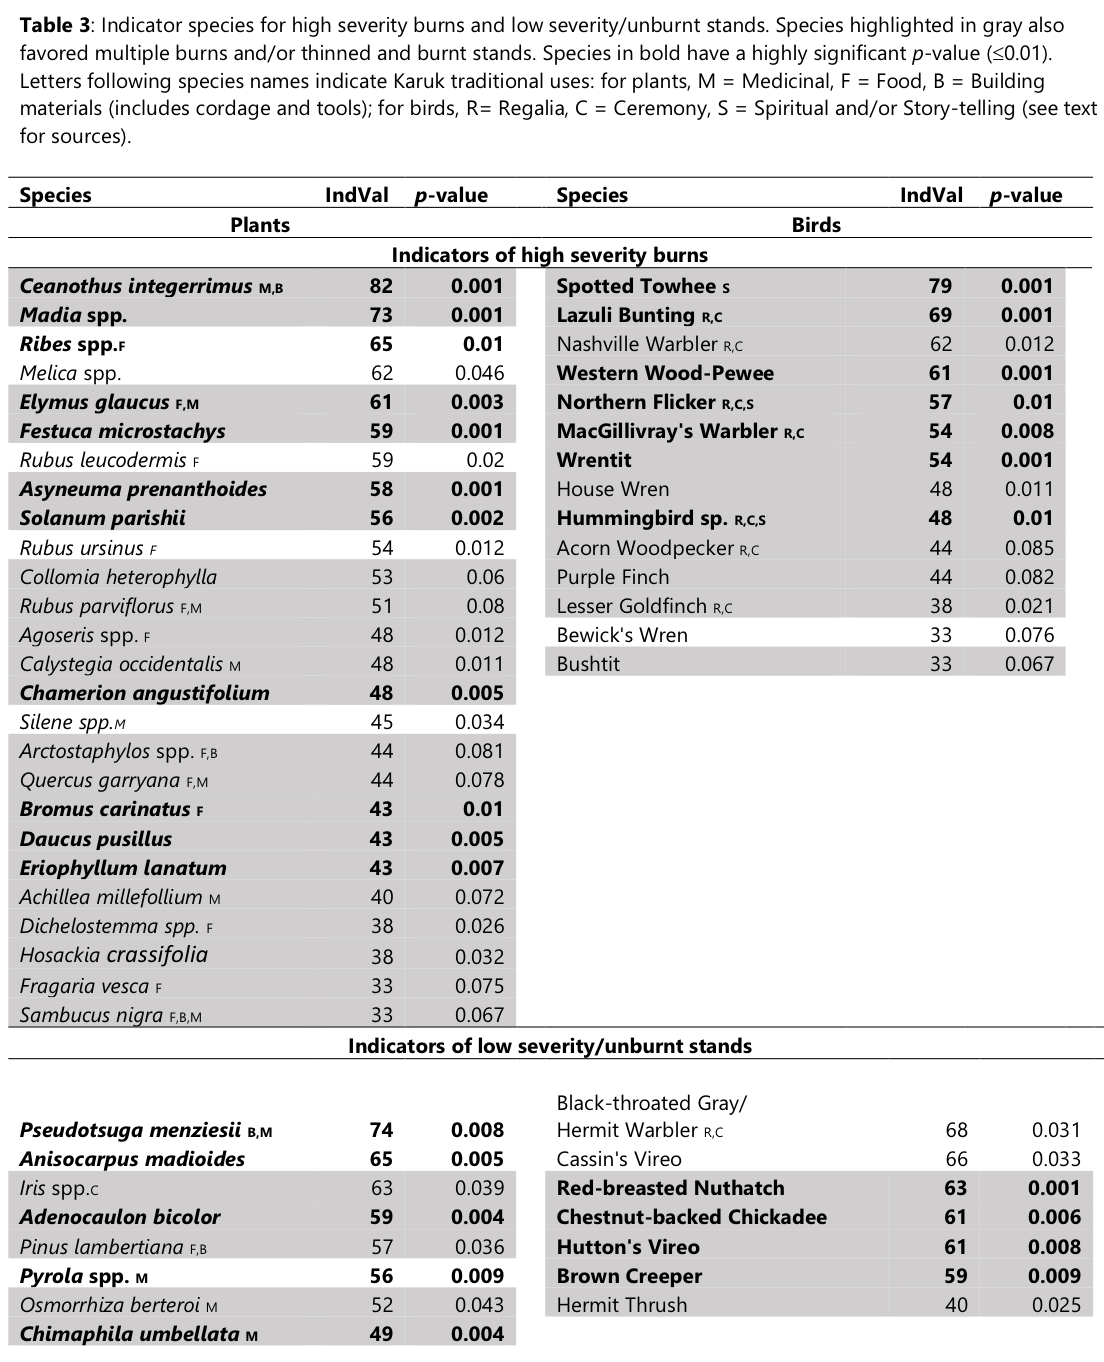 Table 3: Indicator species for high severity burns and low severity/unburnt stands. Species highlighted in gray also
favored multiple burns and/or thinned and burnt stands. Species in bold have a highly significant p-value (≤0.01).
Letters following species names indicate Karuk traditional uses: for plants, M = Medicinal, F = Food, B = Building
materials (includes cordage and tools); for birds, R= Regalia, C = Ceremony, S = Spiritual and/or Story-telling (see text
for sources).
Species IndVal p-value Species IndVal p-value
Plants Birds
Indicators of high severity burns
Ceanothus integerrimus M,B 82 0.001 Spotted Towhee S 79 0.001
Madia spp. 73 0.001 Lazuli Bunting R,C 69 0.001
Ribes spp.F 65 0.01 Nashville Warbler R,C 62 0.012
Melica spp. 62 0.046 Western Wood-Pewee 61 0.001
Elymus glaucus F,M 61 0.003 Northern Flicker R,C,S 57 0.01
Festuca microstachys 59 0.001 MacGillivray's Warbler R,C 54 0.008
Rubus leucodermis F 59 0.02 Wrentit 54 0.001
Asyneuma prenanthoides 58 0.001 House Wren 48 0.011
Solanum parishii 56 0.002 Hummingbird sp. R,C,S 48 0.01
Rubus ursinus F 54 0.012 Acorn Woodpecker R,C 44 0.085
Collomia heterophylla 53 0.06 Purple Finch 44 0.082
Rubus parviflorus F,M 51 0.08 Lesser Goldfinch R,C 38 0.021
Agoseris spp. F 48 0.012 Bewick's Wren 33 0.076
Calystegia occidentalis M 48 0.011 Bushtit 33 0.067
Chamerion angustifolium 48 0.005
Silene spp.M 45 0.034
Arctostaphylos spp. F,B 44 0.081
Quercus garryana F,M 44 0.078
Bromus carinatus F 43 0.01
Daucus pusillus 43 0.005
Eriophyllum lanatum 43 0.007
Achillea millefollium M 40 0.072
Dichelostemma spp. F 38 0.026
Hosackia crassifolia 38 0.032
Fragaria vesca F 33 0.075
Sambucus nigra F,B,M 33 0.067
Indicators of low severity/unburnt stands
Black-throated Gray/
Pseudotsuga menziesii B,M 74 0.008 Hermit Warbler R,C 68 0.031
Anisocarpus madioides 65 0.005 Cassin's Vireo 66 0.033
Iris spp.C 63 0.039 Red-breasted Nuthatch 63 0.001
Adenocaulon bicolor 59 0.004 Chestnut-backed Chickadee 61 0.006
Pinus lambertiana F,B 57 0.036 Hutton's Vireo 61 0.008
Pyrola spp. M 56 0.009 Brown Creeper 59 0.009
Osmorrhiza berteroi M 52 0.043 Hermit Thrush 40 0.025
Chimaphila umbellata M 49 0.004